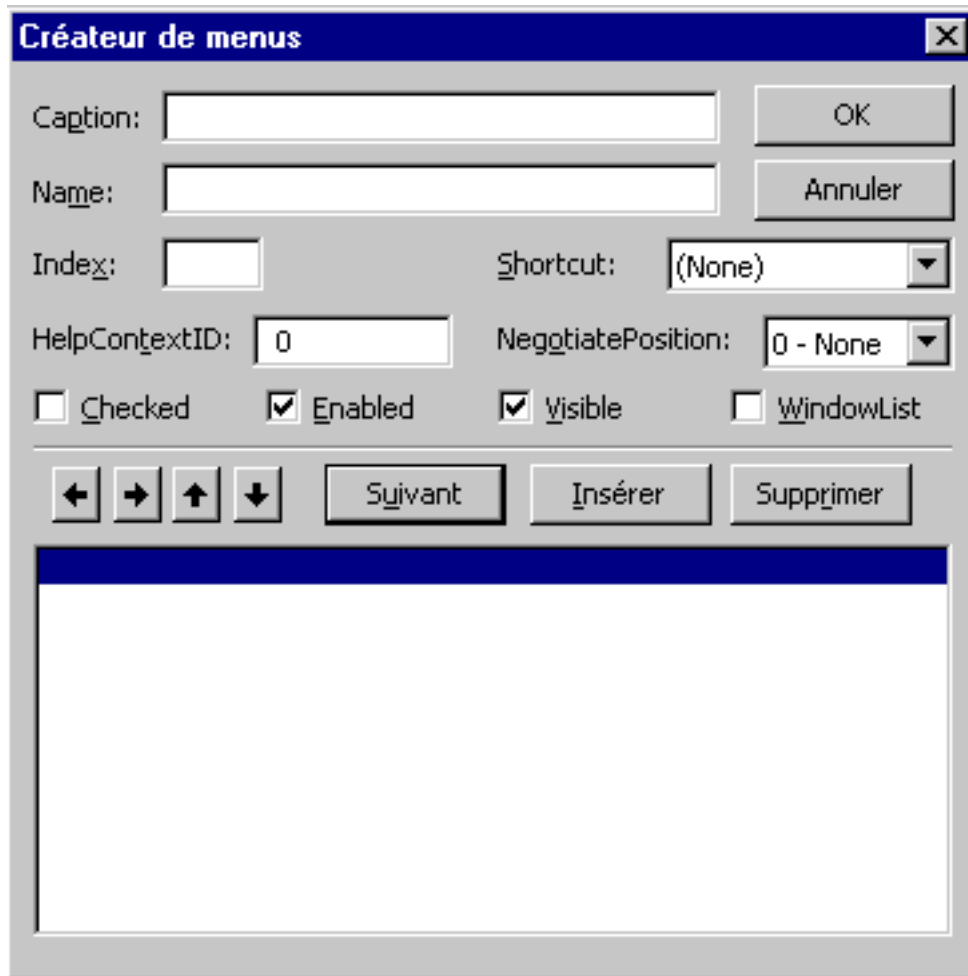 Créateur de menus
Caption: OK
Name: Annuler
Index: Shortcut: (None)
HelpContextID: 0 NegotiatePosition: 0 - None
Checked Enabled Visible WindowList
Suivant Insérer Supprimer